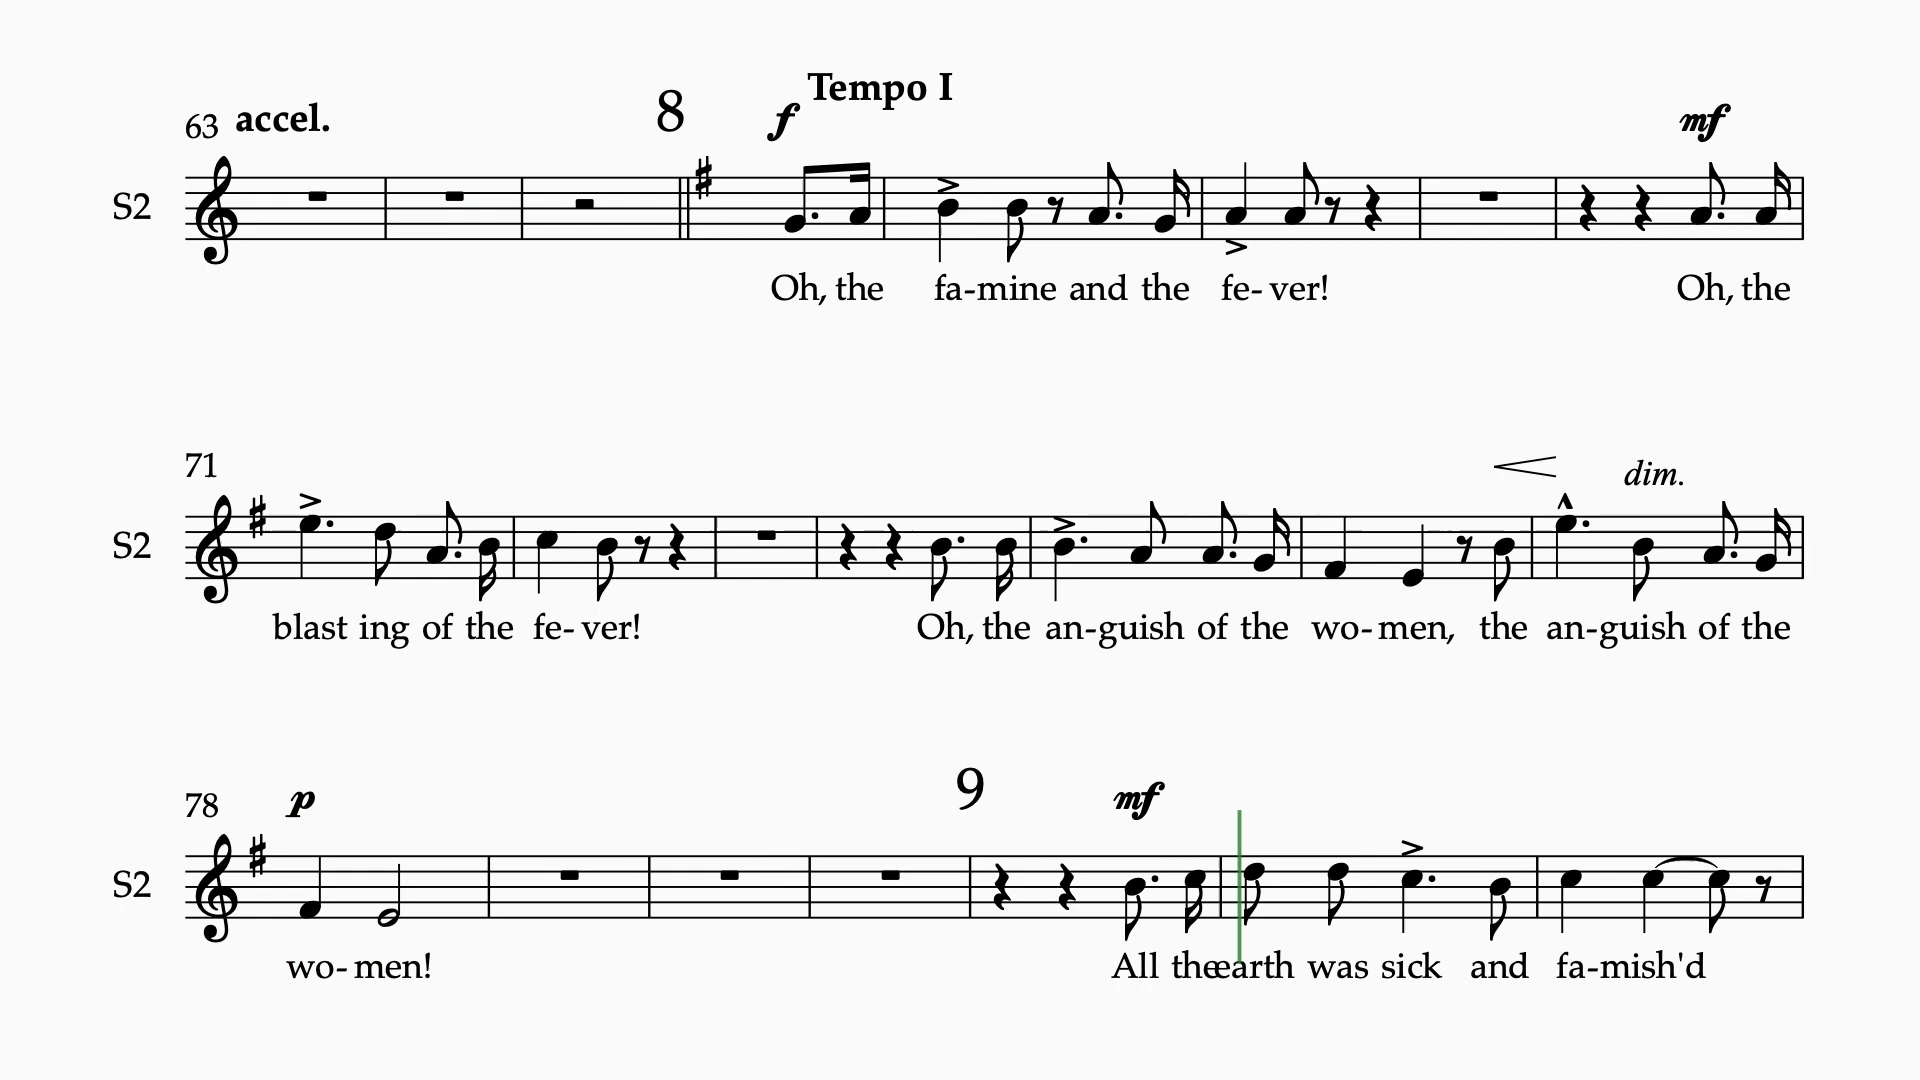 Tempo I
63 accel. 8 f mf
S2
Oh, the fa-mine and the fe-ver! Oh, the
71 dim.
S2
blast ing of the fe-ver! Oh, the an-guish of the wo-men, the an-guish of the
9
78 p mf
S2
wo-men! All the earth was sick and fa-mish'd